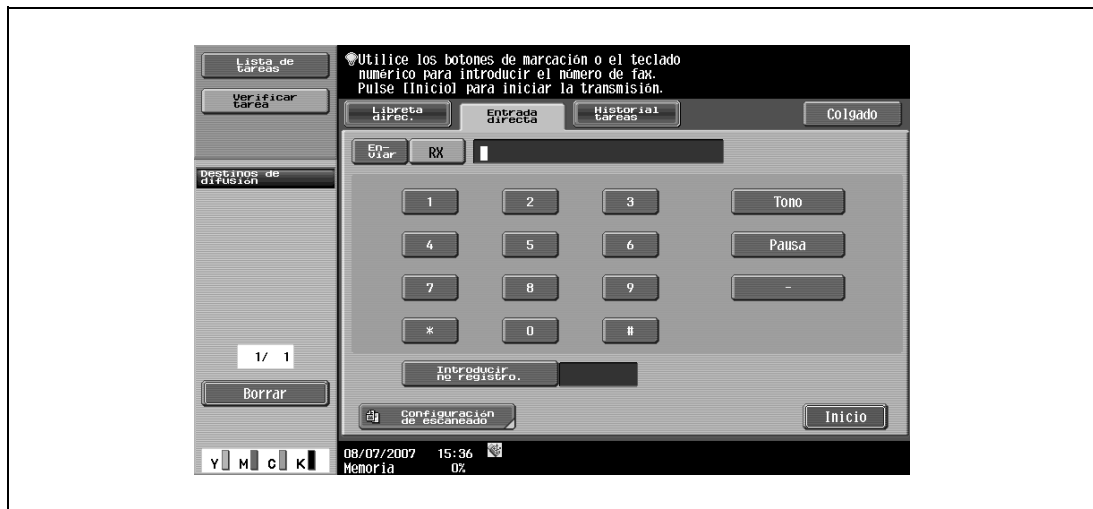 Lista de
tareas
Verificar
tarea
Utilice los botones de marcación o el teclado
numérico para introducir el número de fax.
Pulse [Inicio] para iniciar la transmisión.
Libreta
direc.
Entrada
directa
Historial
tareas
Colgado
En-
viar
RX
Destinos de
difusión
1 2 3 Tono
4 5 6 Pausa
7 8 9 -
* 0 #
1/ 1
Introducir
no registro.
Borrar
Configuración
de escaneado
Inicio
Y M C K
08/07/2007 15:36
Memoria 0%